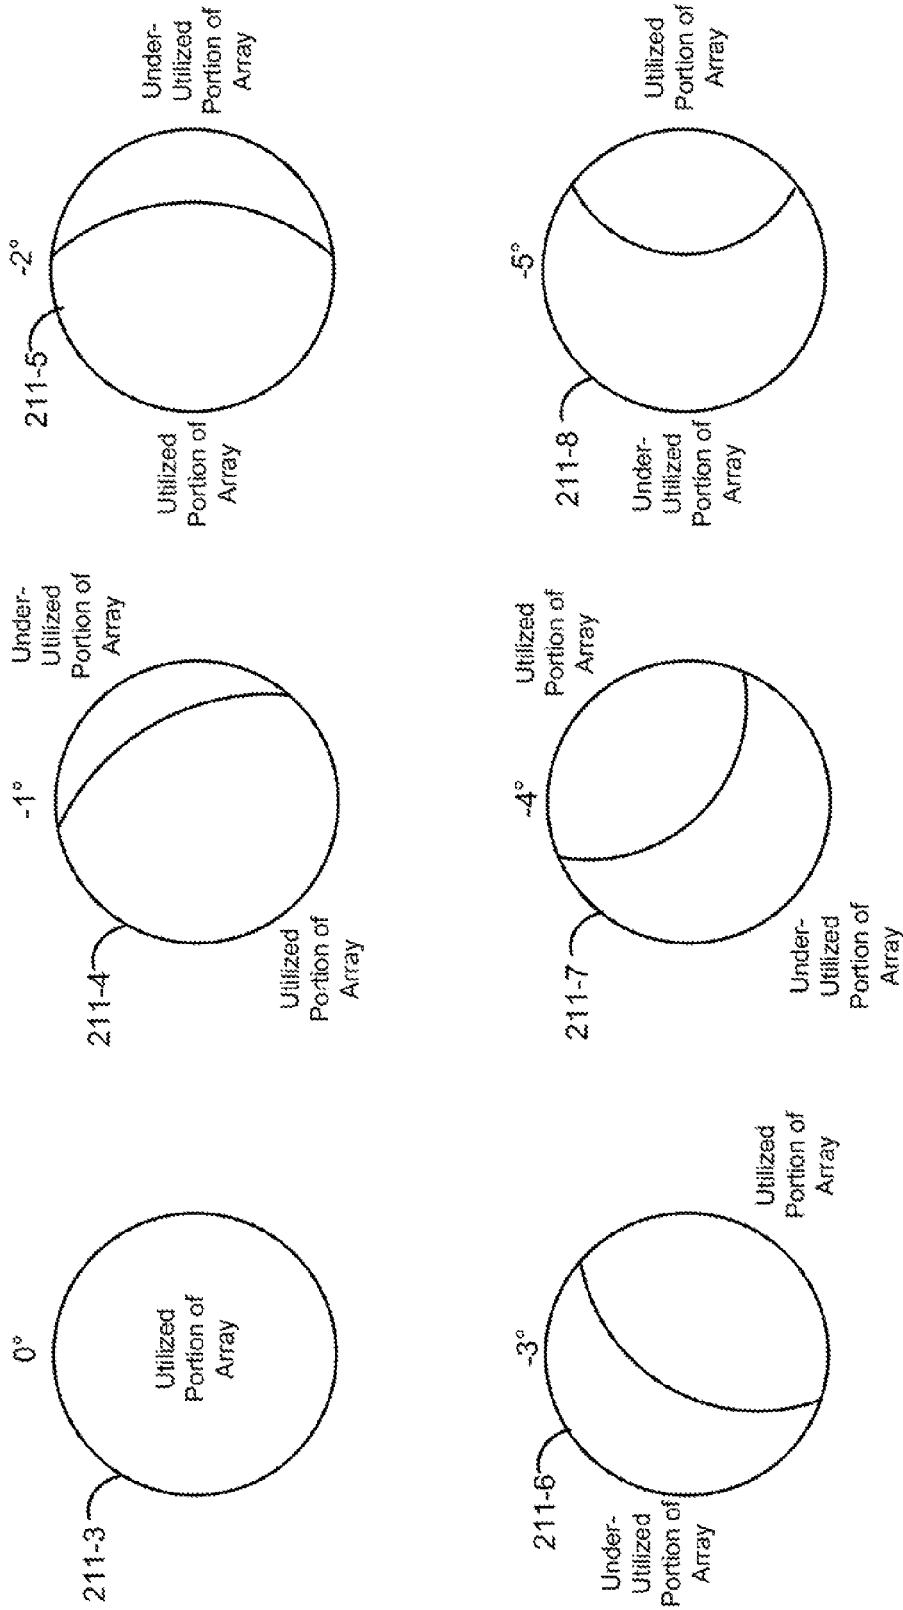 0°
211-3
Utilized
Portion of
Array
-1°
211-4
Under-
Utilized
Portion of
Array
Utilized
Portion of
Array
-2°
211-5
Under-
Utilized
Portion of
Array
Utilized
Portion of
Array
-3°
211-6
Under-
Utilized
Portion of
Array
Utilized
Portion of
Array
-4°
211-7
Utilized
Portion of
Array
Under-
Utilized
Portion of
Array
-5°
211-8
Utilized
Portion of
Array
Under-
Utilized
Portion of
Array